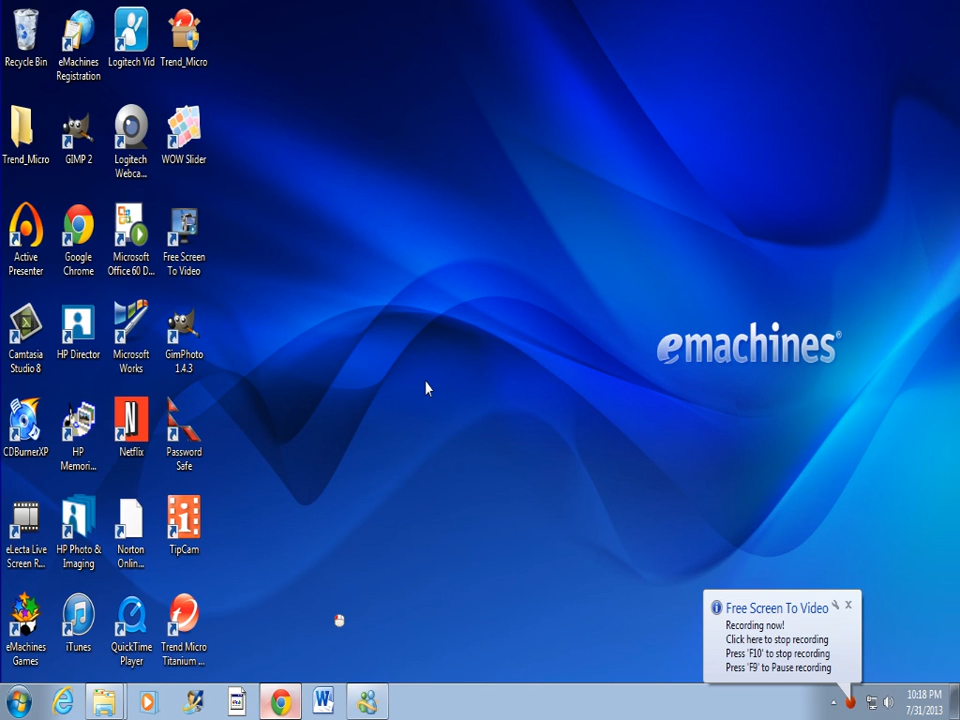 Recycle Bin
eMachines
Registration
Logitech Vid
Trend_Micro
Trend_Micro
GIMP 2
Logitech
Webca...
WOW Slider
Active
Presenter
Google
Chrome
Microsoft
Office 60 D...
Free Screen
To Video
Camtasia
Studio 8
HP Director
Microsoft
Works
GimPhoto
1.4.3
emachines®
CDBurnerXP
HP
Memori...
Netflix
Password
Safe
eLecta Live
Screen R...
HP Photo &
Imaging
Norton
Onlin...
TipCam
eMachines
Games
iTunes
QuickTime
Player
Trend Micro
Titanium ...
Free Screen To Video
Recording now!
Click here to stop recording
Press 'F10' to stop recording
Press 'F9' to Pause recording
10:18 PM
7/31/2013